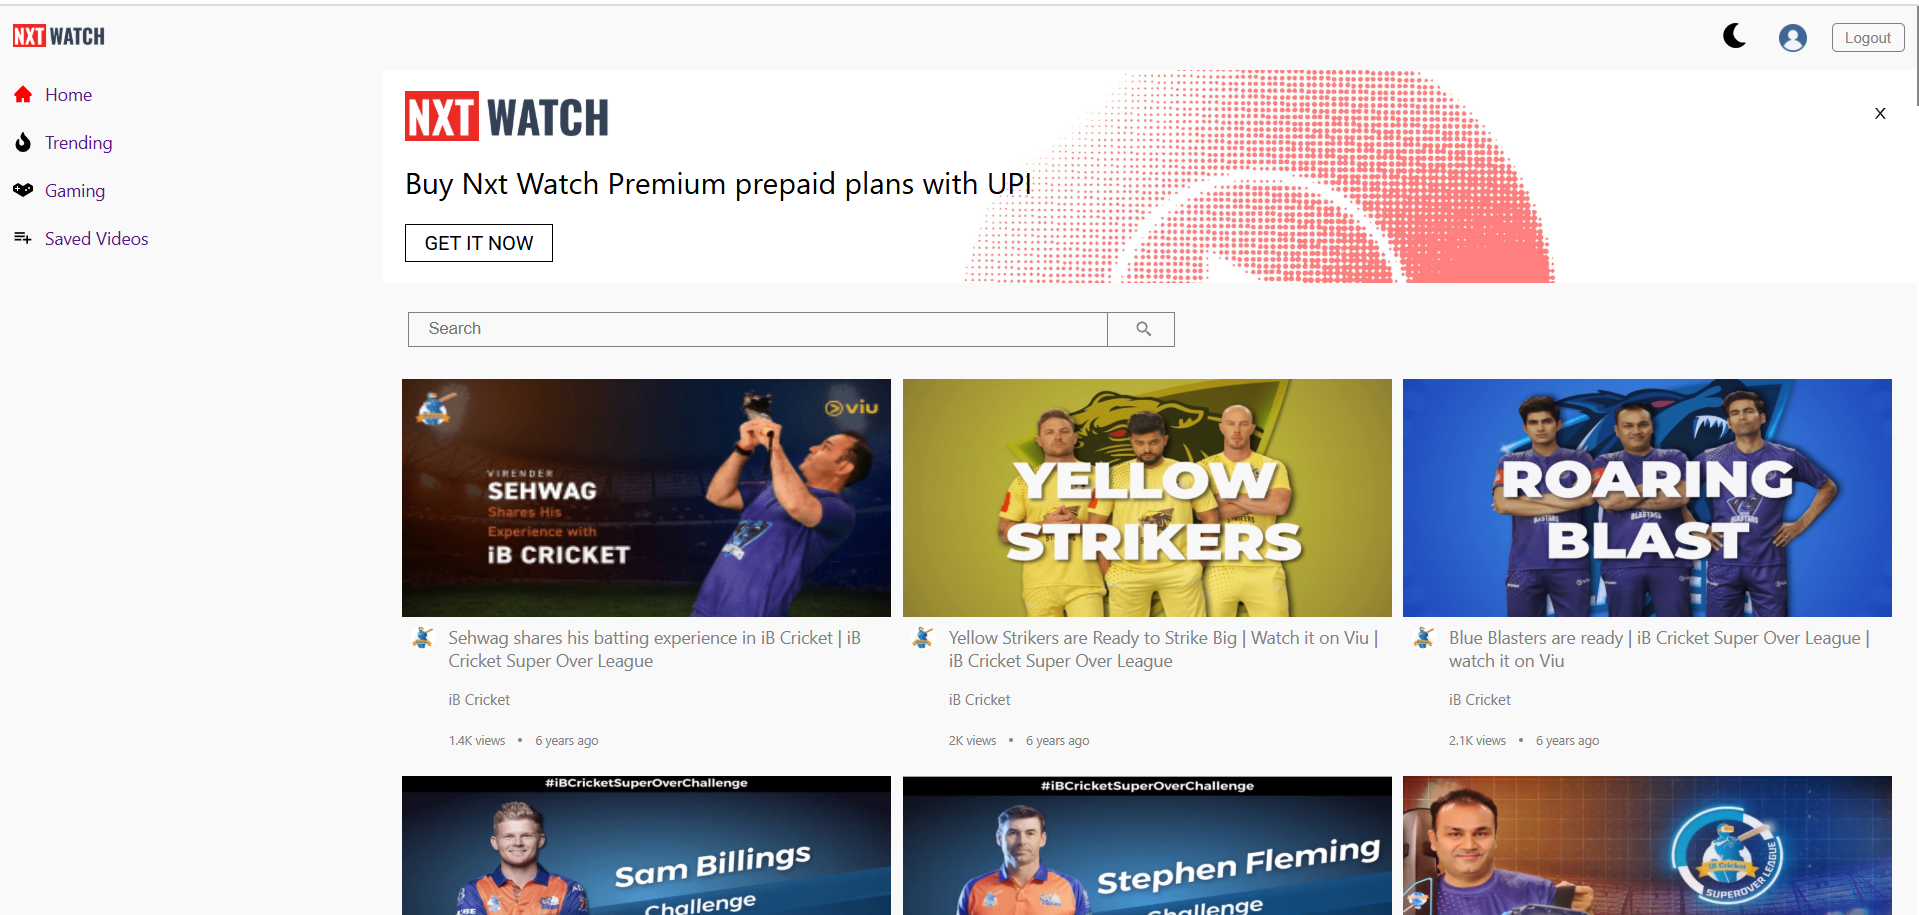 NXT WATCH
Logout
Home
Trending
Gaming
Saved Videos
NXT WATCH
X
Buy Nxt Watch Premium prepaid plans with UPI
GET IT NOW
Search
viu
VIRENDER
SEHWAG
Shares His
Experience with
iB CRICKET
YELLOW
STRIKERS
ROARING
BLAST
Sehwag shares his batting experience in iB Cricket | iB
Cricket Super Over League
iB Cricket
1.4K views • 6 years ago
Yellow Strikers are Ready to Strike Big | Watch it on Viu |
iB Cricket Super Over League
iB Cricket
2K views • 6 years ago
Blue Blasters are ready | iB Cricket Super Over League |
watch it on Viu
iB Cricket
2.1K views • 6 years ago
#iBCricketSuperOverChallenge
Sam Billings
Challenge
#iBCricketSuperOverChallenge
Stephen Fleming
Challenge
iB Cricket
SUPEROVER LEAGUE